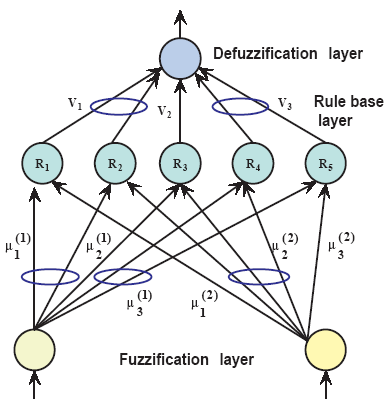 Defuzzification layer
V1 V2 V3
Rule base
layer
R1 R2 R3 R4 R5
μ1(1) μ2(1) μ3(1) μ1(2) μ2(2) μ3(2)
Fuzzification layer